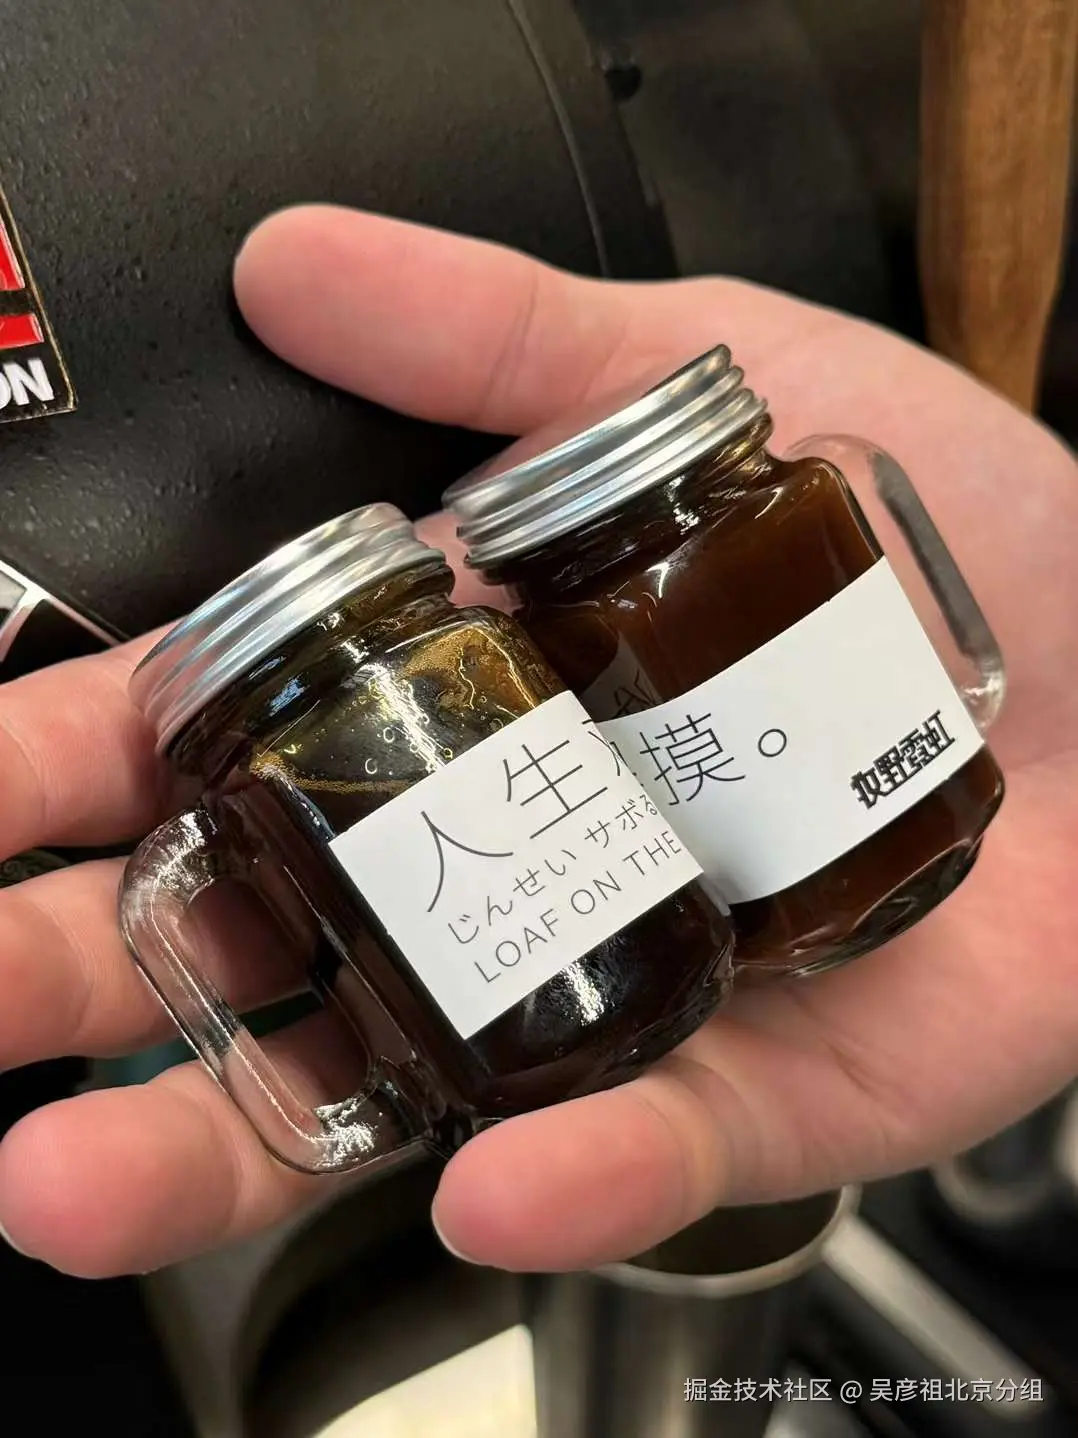 ON
人生
じんせい サボる
LOAF ON THE
摸。
牧野霓虹
掘金技术社区 @ 吴彦祖北京分组